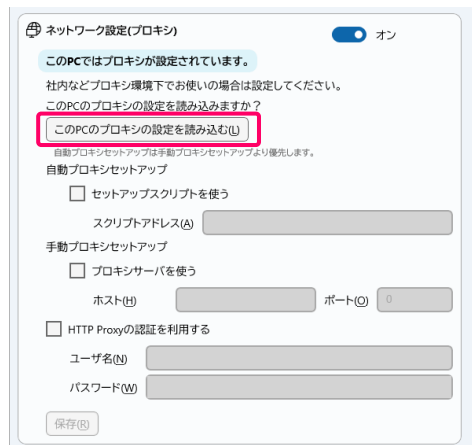 ネットワーク設定(プロキシ) オン
このPCではプロキシが設定されています。
社内などプロキシ環境下でお使いの場合は設定してください。
このPCのプロキシの設定を読み込みますか？
このPCのプロキシの設定を読み込む(L)
自動プロキシセットアップは手動プロキシセットアップより優先します。
自動プロキシセットアップ
セットアップスクリプトを使う
スクリプトアドレス(A)
手動プロキシセットアップ
プロキシサーバを使う
ホスト(H) ポート(O) 0
HTTP Proxyの認証を利用する
ユーザ名(N)
パスワード(W)
保存(R)